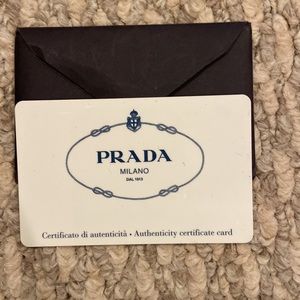 PRADA
MILANO
DAL 1913
Certificato di autenticità • Authenticity certificate card